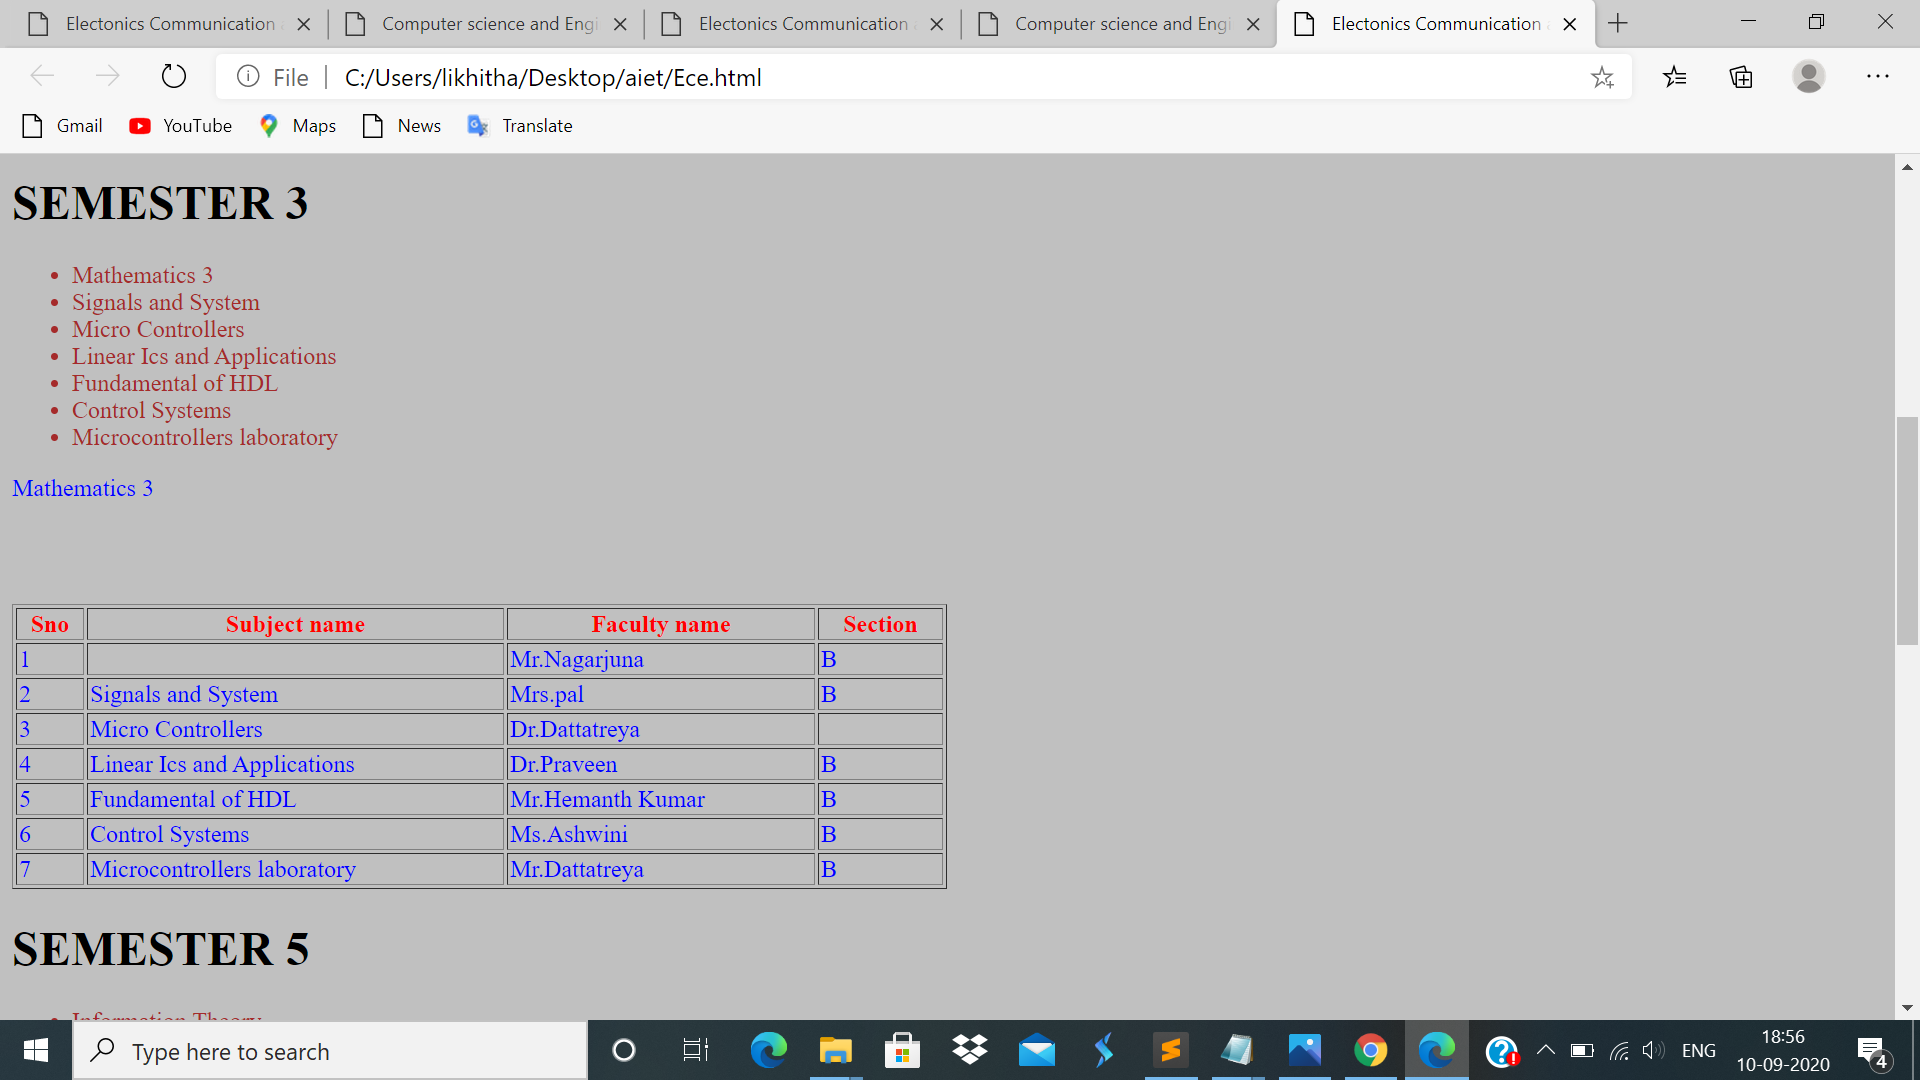 Electonics Communication
Computer science and Engi
Electonics Communication
Computer science and Engi
Electonics Communication
File
C:/Users/likhitha/Desktop/aiet/Ece.html
Gmail
YouTube
Maps
News
Translate
SEMESTER 3
• Mathematics 3
• Signals and System
• Micro Controllers
• Linear Ics and Applications
• Fundamental of HDL
• Control Systems
• Microcontrollers laboratory
Mathematics 3
Sno Subject name Faculty name Section
1 Mr.Nagarjuna B
2 Signals and System Mrs.pal B
3 Micro Controllers Dr.Dattatreya
4 Linear Ics and Applications Dr.Praveen B
5 Fundamental of HDL Mr.Hemanth Kumar B
6 Control Systems Ms.Ashwini B
7 Microcontrollers laboratory Mr.Dattatreya B
SEMESTER 5
• Information Theory
Type here to search
ENG
18:56
10-09-2020
4